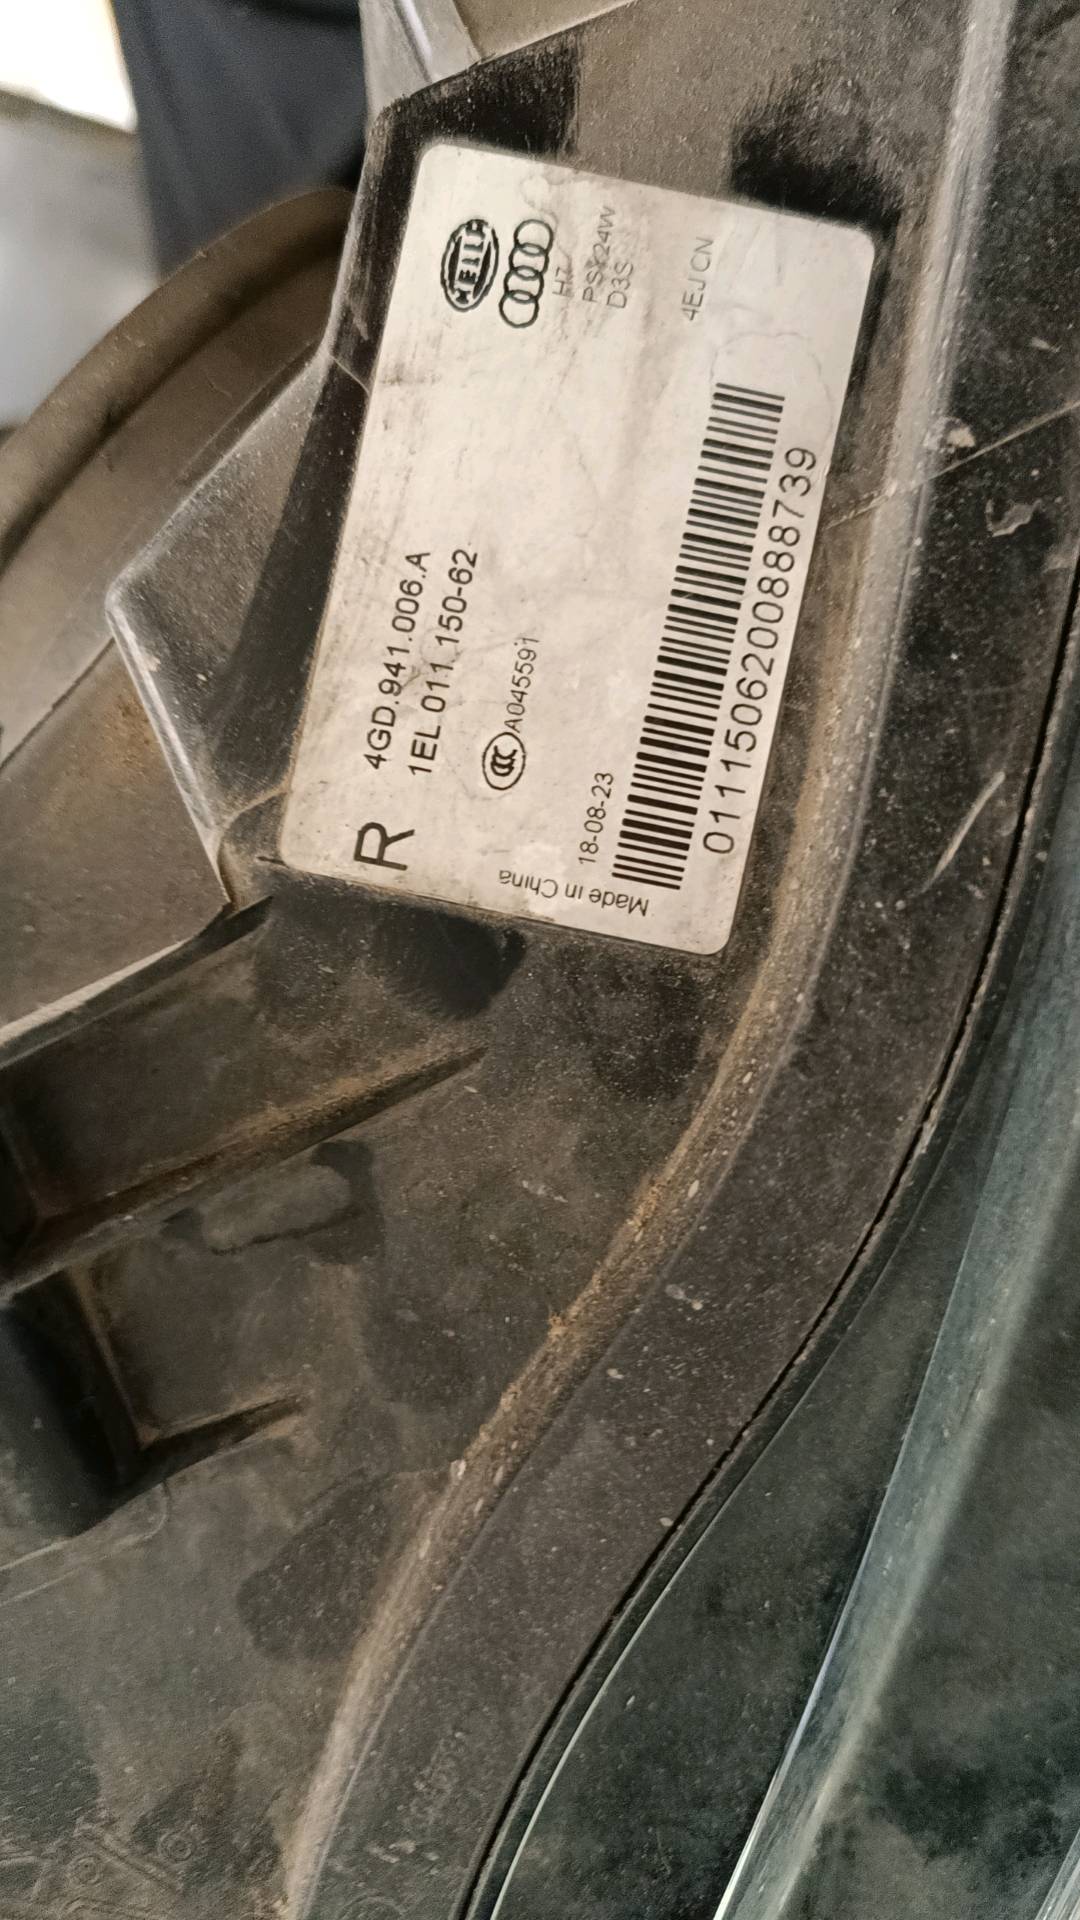 HELLA
H7
PSX24W
D3S
4EJ CN
R
4GD.941.006.A
1EL 011.150-62
CCC A045591
18-08-23
Made in China
0111506200888739